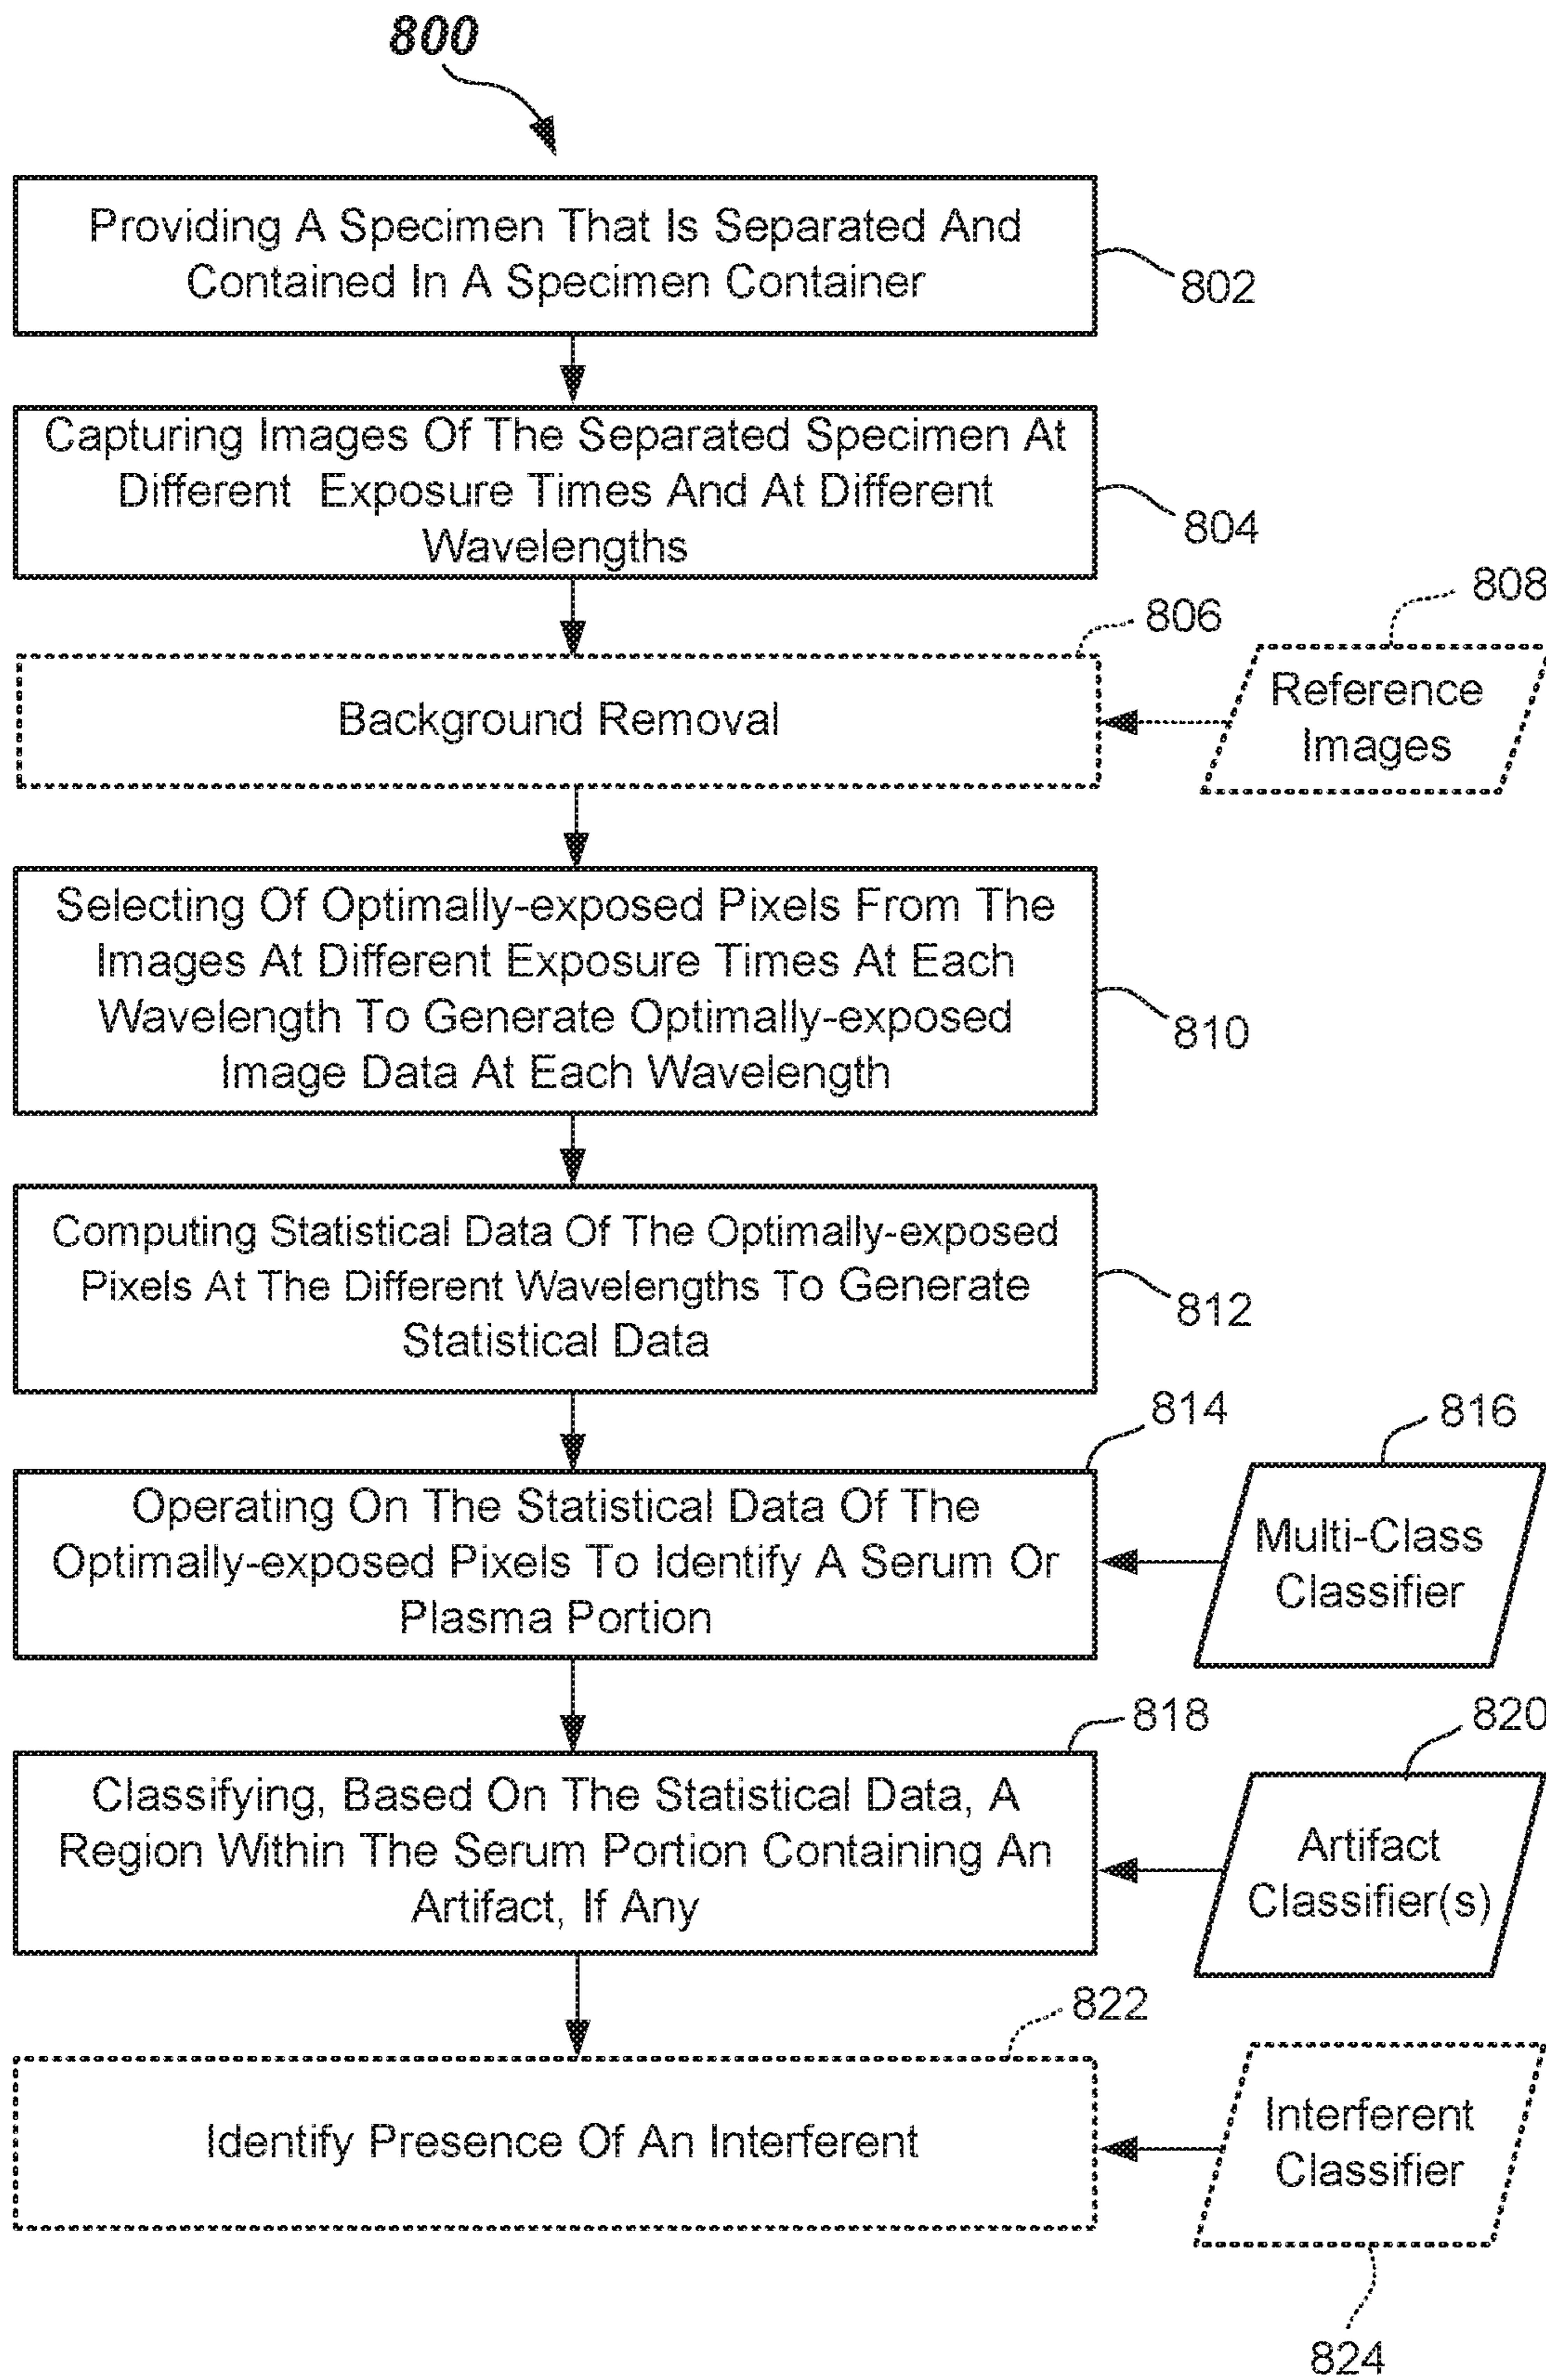 800
Providing A Specimen That Is Separated And
Contained In A Specimen Container
802
Capturing Images Of The Separated Specimen At
Different Exposure Times And At Different
Wavelengths
804
806
808
Background Removal
Reference
Images
Selecting Of Optimally-exposed Pixels From The
Images At Different Exposure Times At Each
Wavelength To Generate Optimally-exposed
Image Data At Each Wavelength
810
Computing Statistical Data Of The Optimally-exposed
Pixels At The Different Wavelengths To Generate
Statistical Data
812
814
816
Operating On The Statistical Data Of The
Optimally-exposed Pixels To Identify A Serum Or
Plasma Portion
Multi-Class
Classifier
818
820
Classifying, Based On The Statistical Data, A
Region Within The Serum Portion Containing An
Artifact, If Any
Artifact
Classifier(s)
822
Identify Presence Of An Interferent
Interferent
Classifier
824